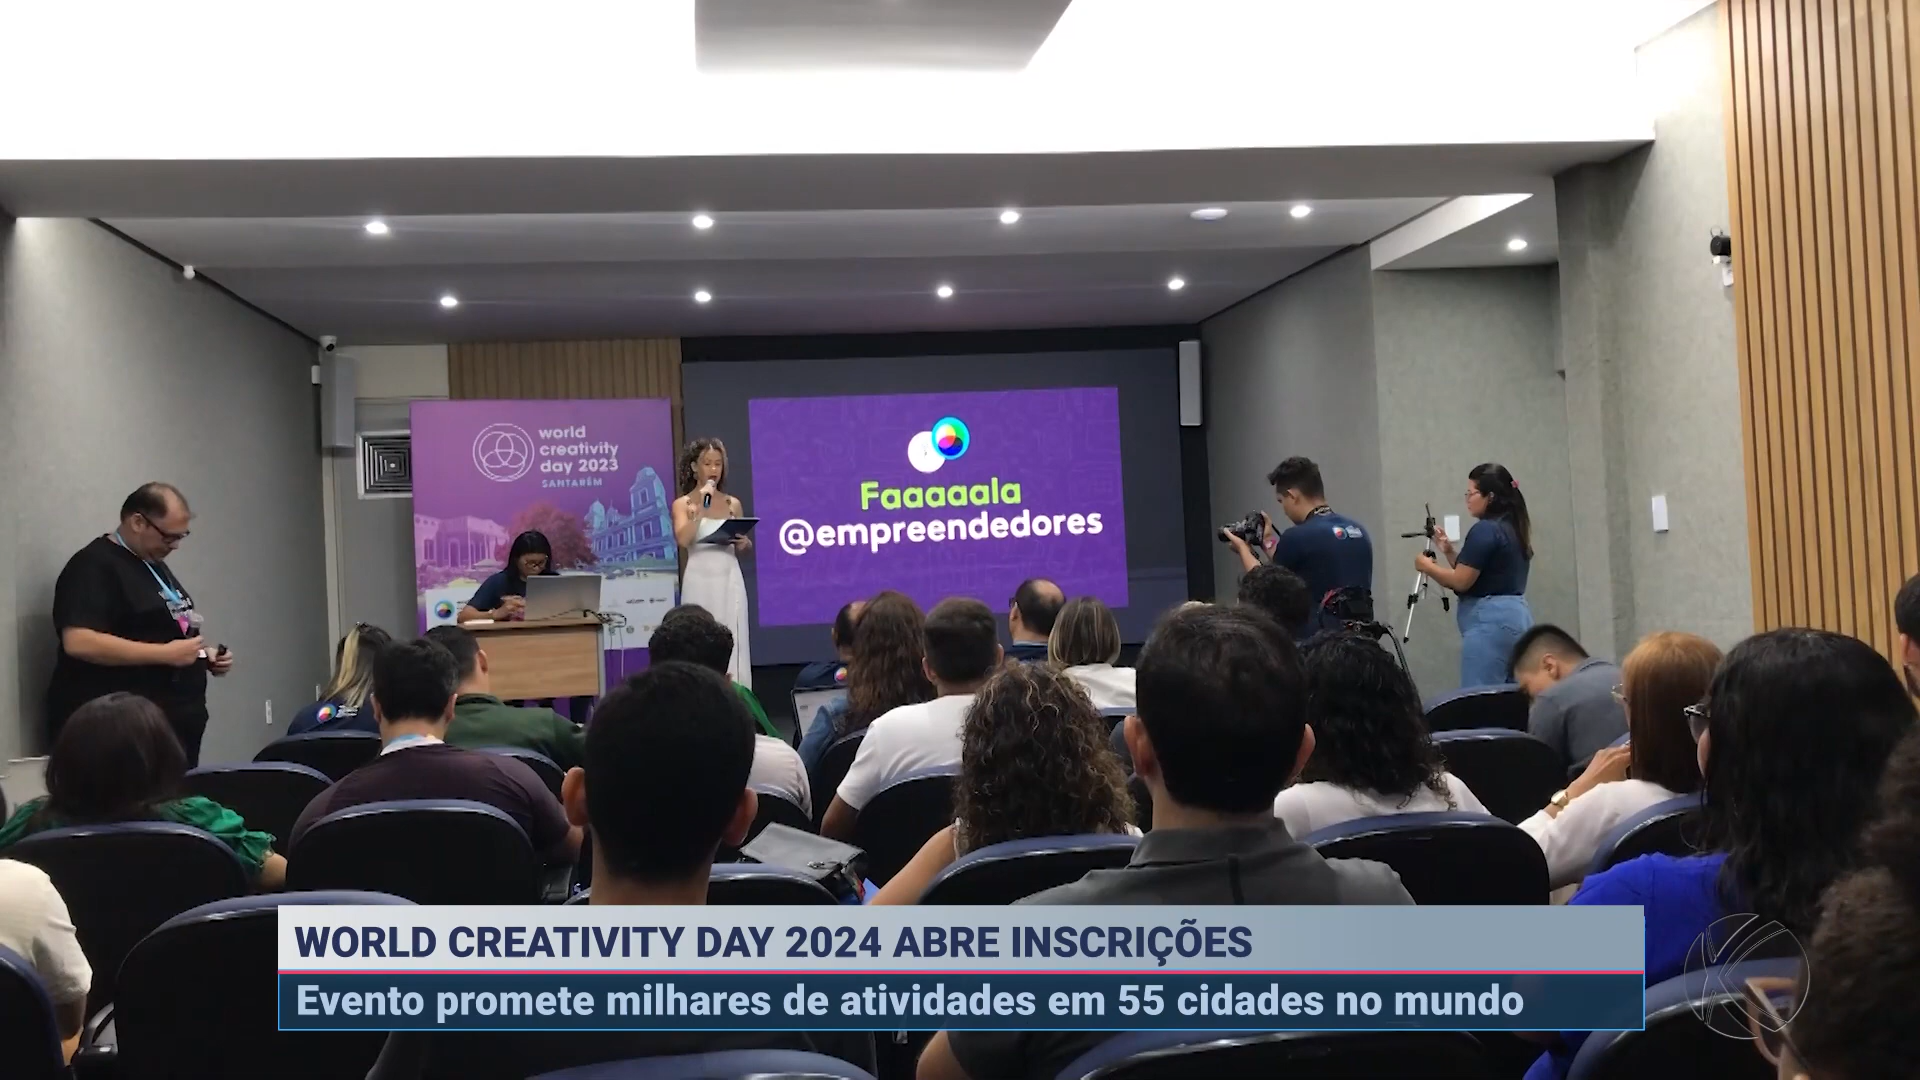 world
creativity
day 2023
SANTARÉM
Faaaaala
@empreendedores
WORLD CREATIVITY DAY 2024 ABRE INSCRIÇÕES
Evento promete milhares de atividades em 55 cidades no mundo